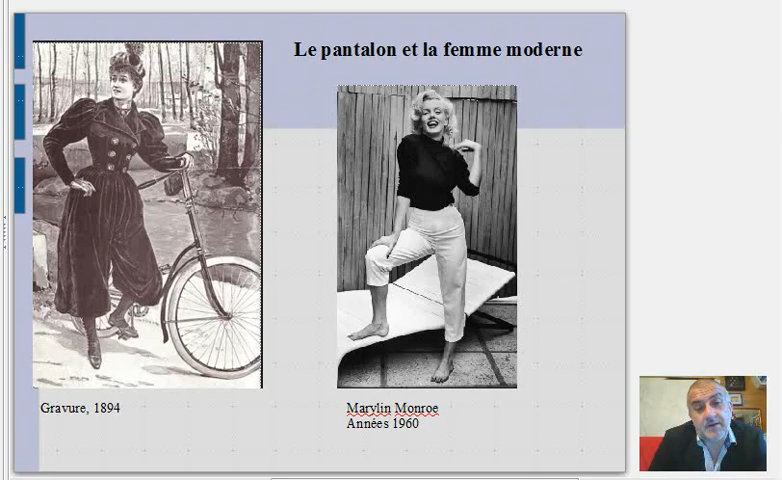 Le pantalon et la femme moderne
Gravure, 1894
Marylin Monroe
Années 1960